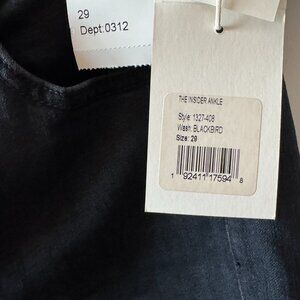 29
Dept:0312
THE INSIDER ANKLE
Style: 1327-408
Wash: BLACKBIRD
Size: 29
1 92411 17594 8